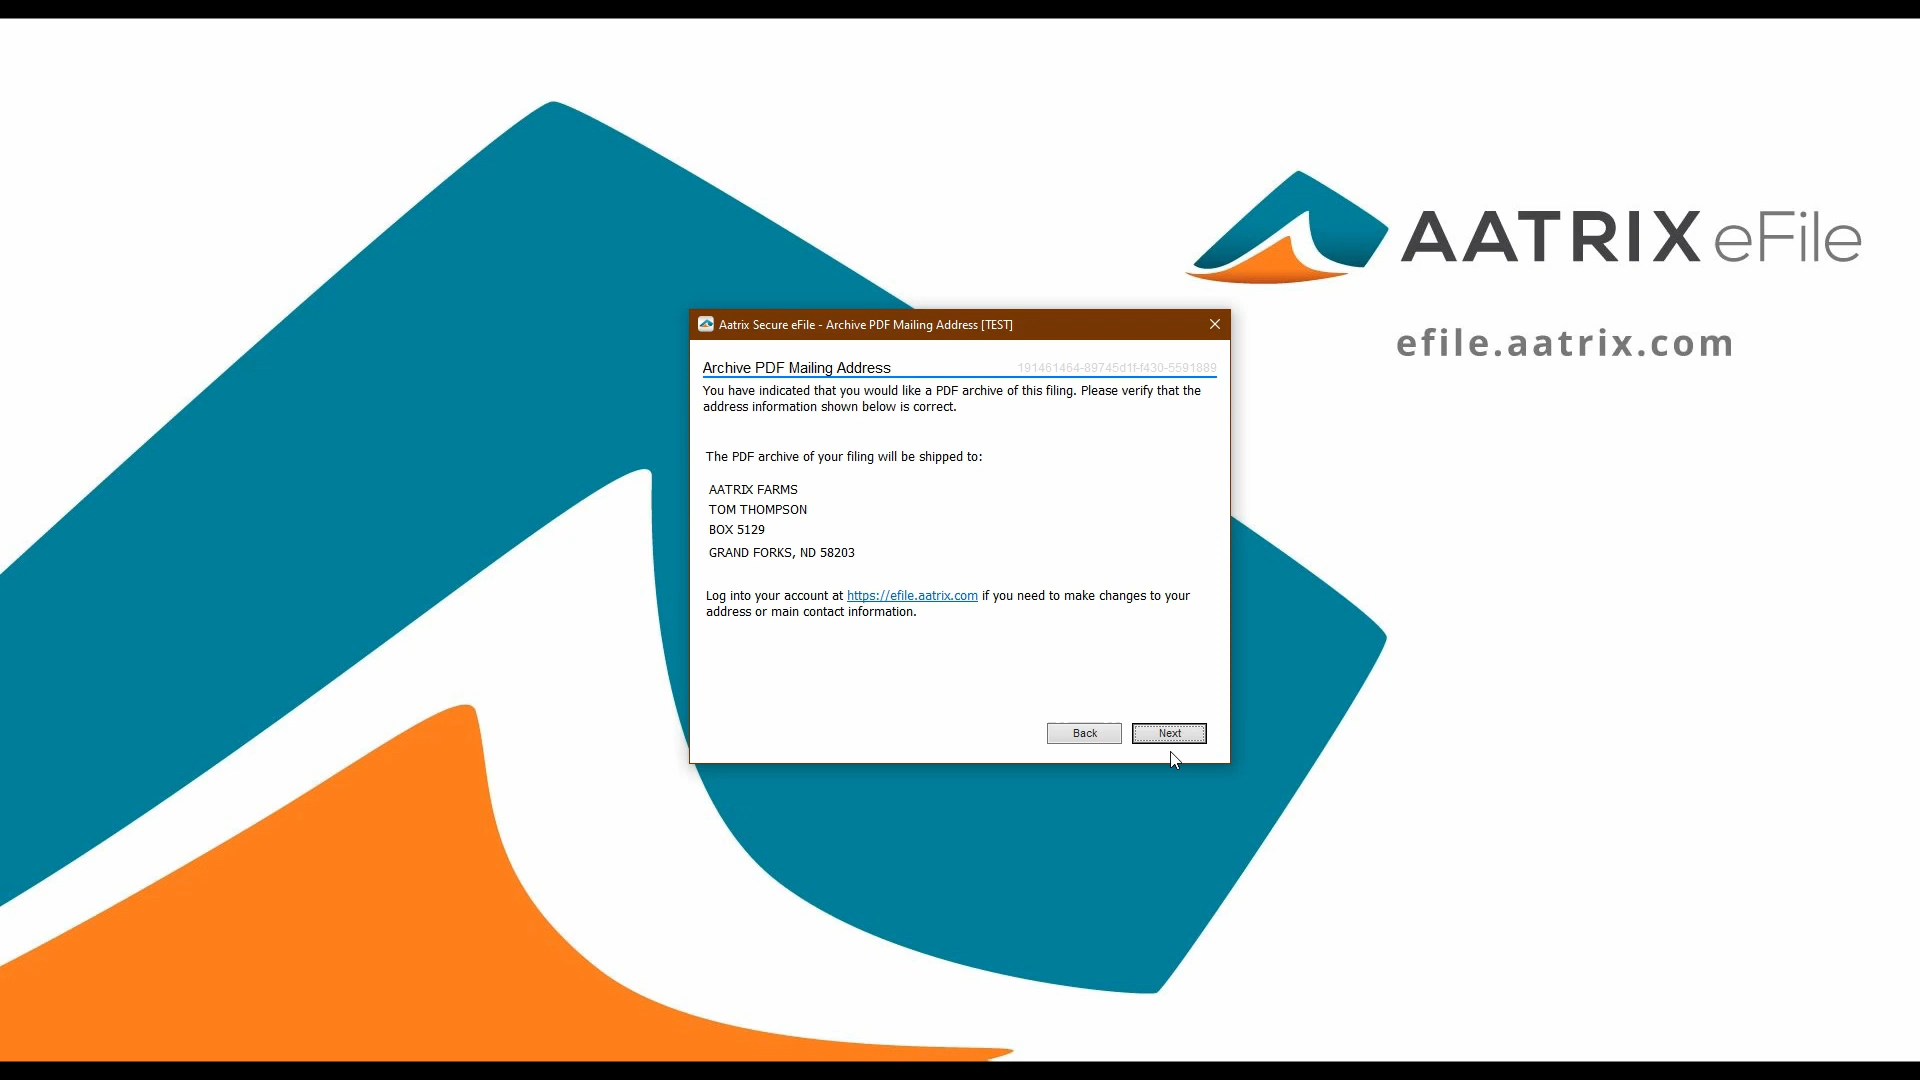 AATRIX eFile
efile.aatrix.com
Aatrix Secure eFile - Archive PDF Mailing Address [TEST]
Archive PDF Mailing Address
191461464-89745d1f-f430-5591889
You have indicated that you would like a PDF archive of this filing. Please verify that the
address information shown below is correct.
The PDF archive of your filing will be shipped to:
AATRIX FARMS
TOM THOMPSON
BOX 5129
GRAND FORKS, ND 58203
Log into your account at https://efile.aatrix.com if you need to make changes to your
address or main contact information.
Back
Next